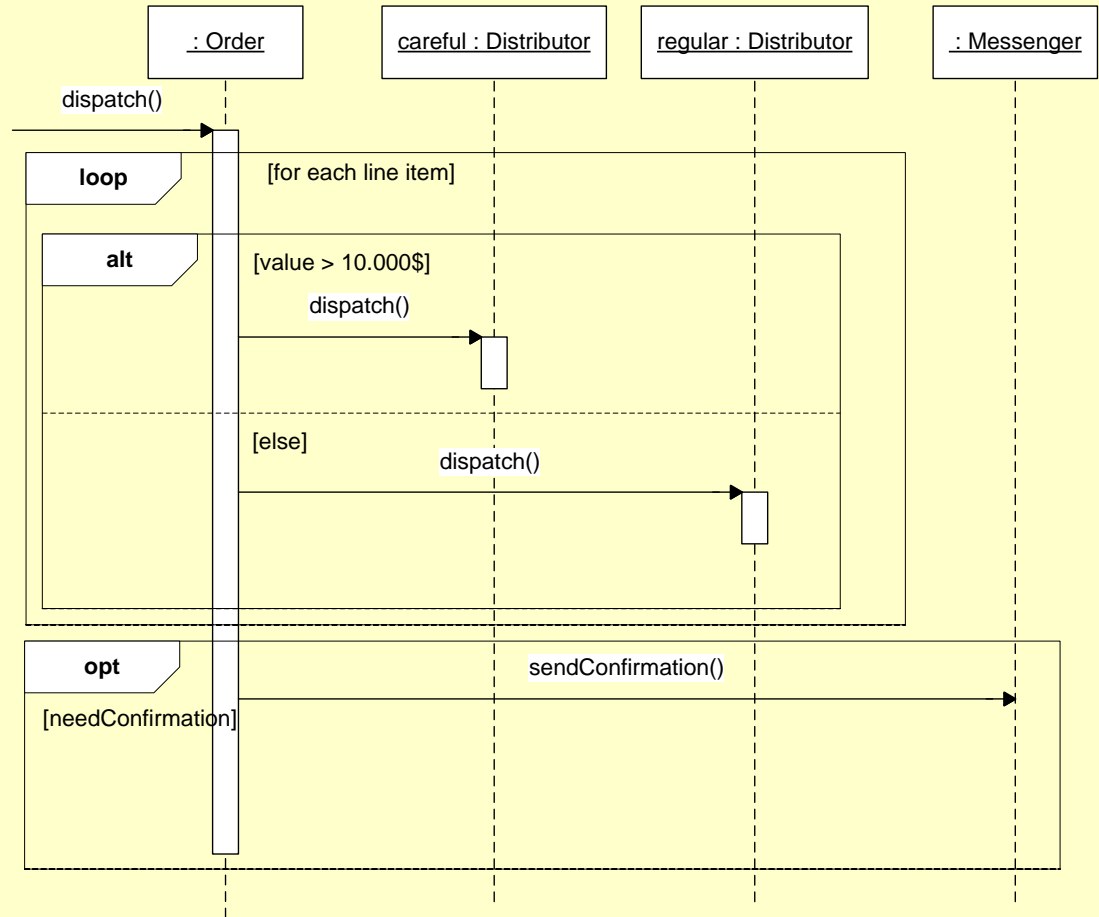 : Order
careful : Distributor
regular : Distributor
: Messenger
dispatch()
loop
[for each line item]
alt
[value > 10.000$]
dispatch()
[else]
dispatch()
opt
sendConfirmation()
[needConfirmation]